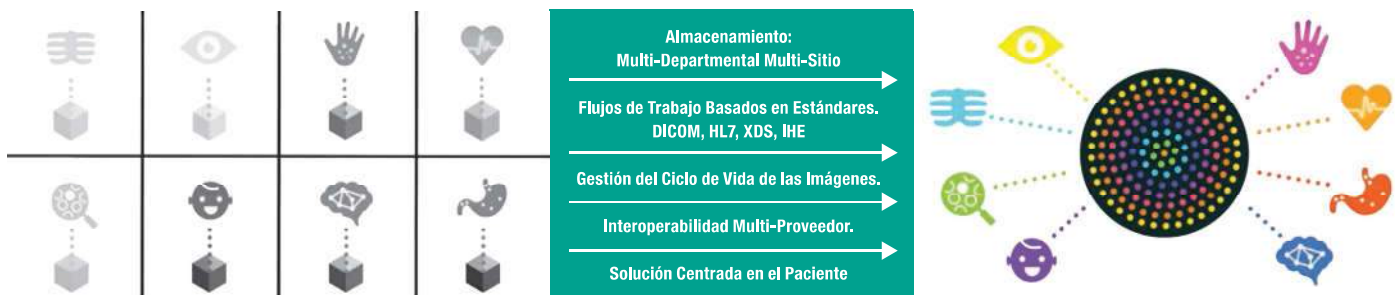 Almacenamiento:
Multi-Departmental Multi-Sitio
Flujos de Trabajo Basados en Estándares.
DICOM, HL7, XDS, IHE
Gestión del Ciclo de Vida de las Imágenes.
Interoperabilidad Multi-Proveedor.
Solución Centrada en el Paciente